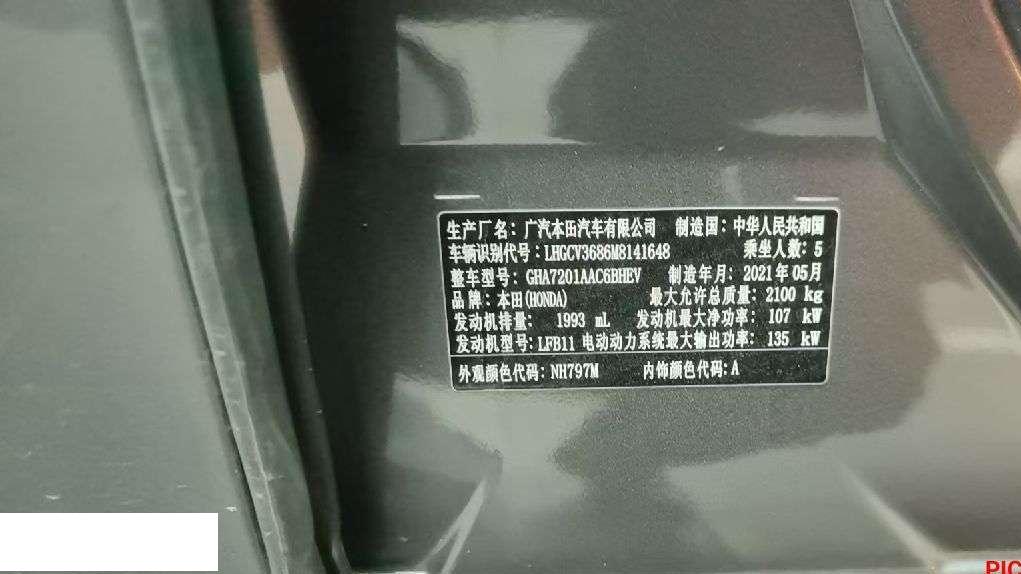 生产厂名：广汽本田汽车有限公司 制造国：中华人民共和国
车辆识别代号：LHGCV3686M8141648 乘坐人数：5
整车型号：GHA7201AAC6BHEV 制造年月：2021年05月
品牌：本田(HONDA) 最大允许总质量：2100 kg
发动机排量： 1993 mL 发动机最大净功率： 107 kW
发动机型号：LFB11 电动动力系统最大输出功率： 135 kW
外观颜色代码：NH797M 内饰颜色代码：A
PIC